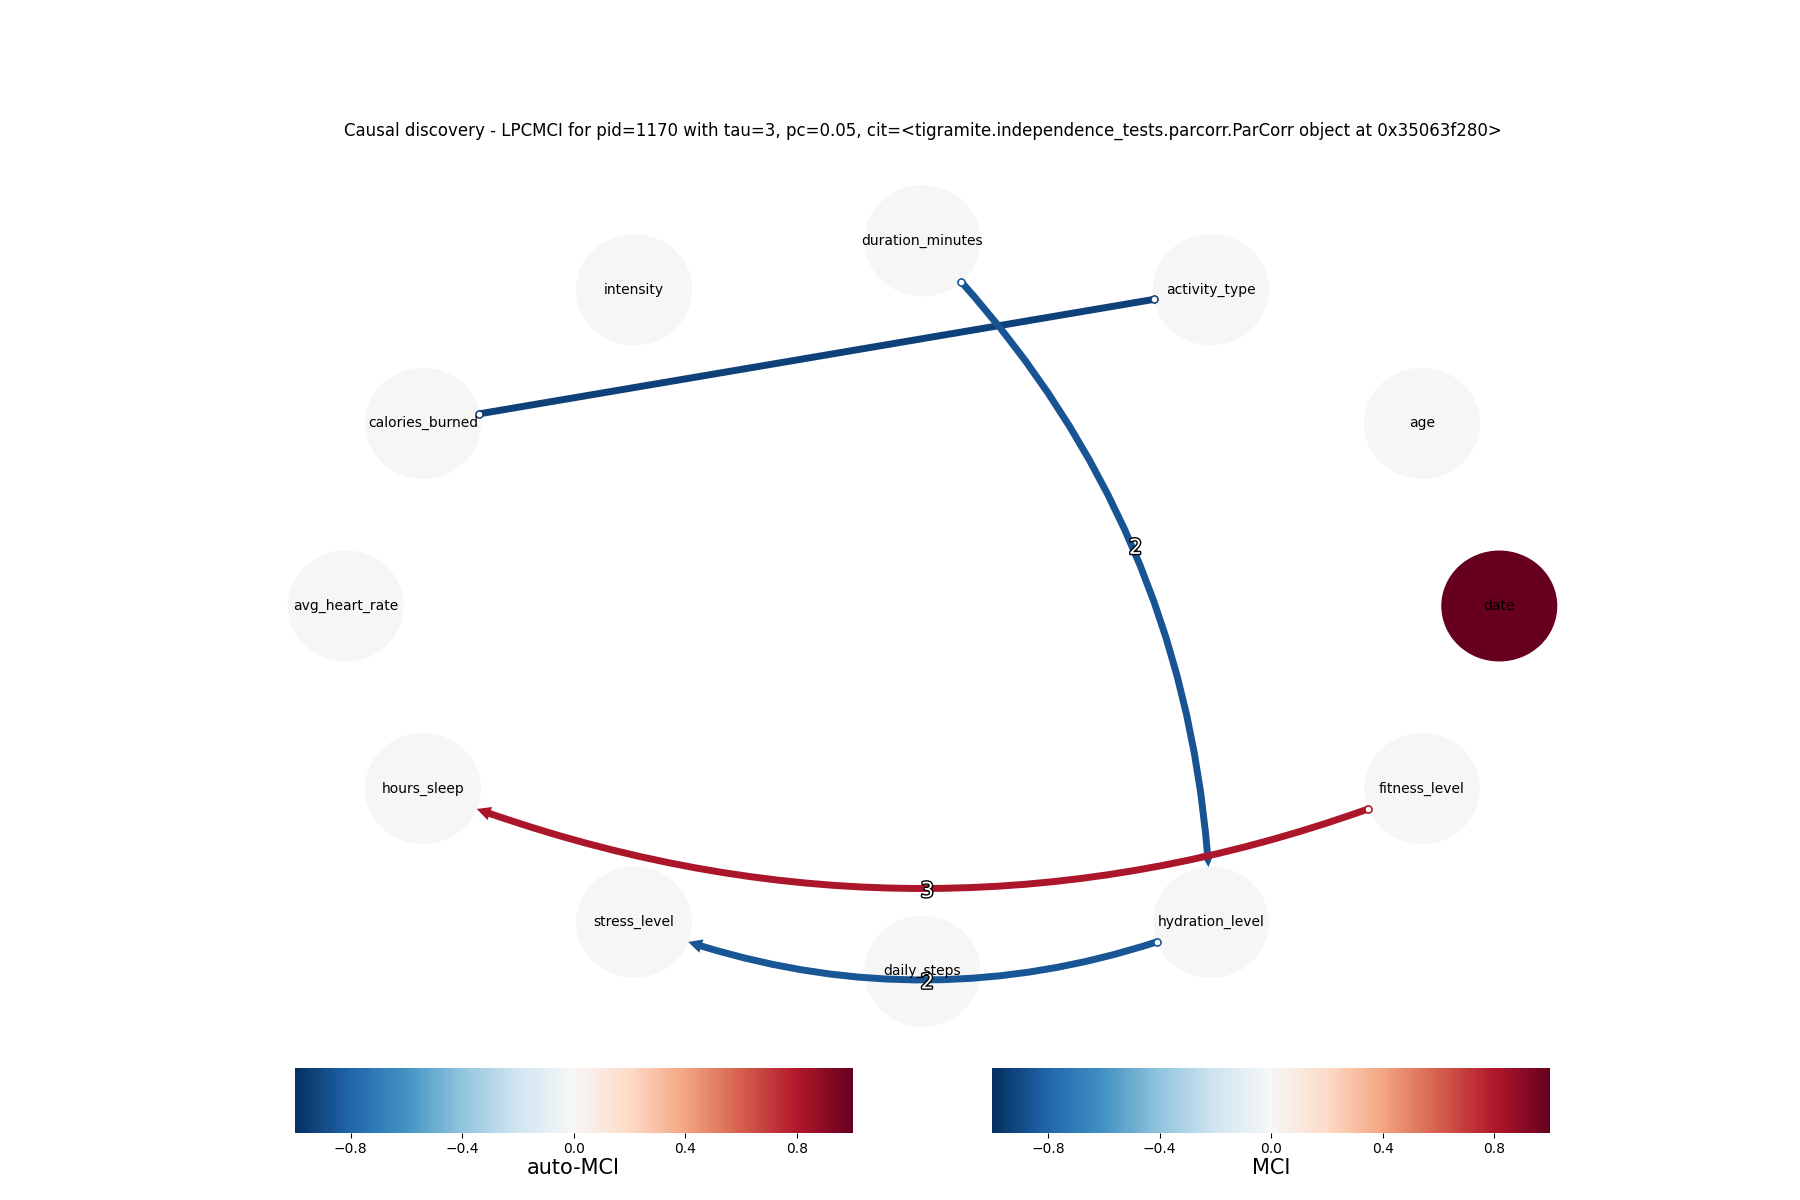 Causal discovery - LPCMCI for pid=1170 with tau=3, pc=0.05, cit=<tigramite.independence_tests.parcorr.ParCorr object at 0x35063f280>
duration_minutes
intensity
activity_type
calories_burned
age
2
avg_heart_rate
date
hours_sleep
fitness_level
3
stress_level
hydration_level
daily_steps
2
−0.8 −0.4 0.0 0.4 0.8
auto-MCI
−0.8 −0.4 0.0 0.4 0.8
MCI